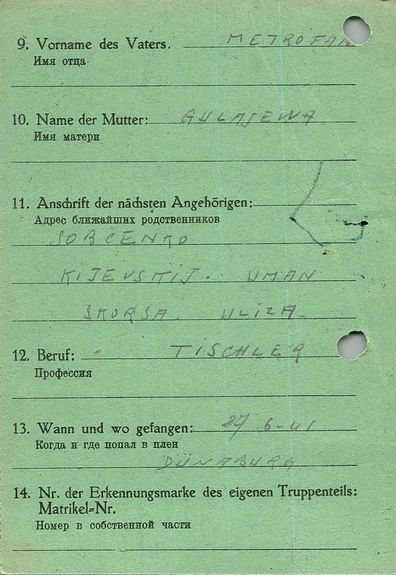 9. Vorname des Vaters. METROFAN
Имя отца
10. Name der Mutter: GULAJEWA
Имя матери
11. Anschrift der nächsten Angehörigen:
Адрес ближайших родственников
SORCENKO
KIJEVSKIJ. UMAN
SKORSA. ULIZA.
12. Beruf: TISCHLER
Профессия
13. Wann und wo gefangen: 27.6-41
Когда и где попал в плен
DÜNABURG
14. Nr. der Erkennungsmarke des eigenen Truppenteils:
Matrikel=Nr.
Номер в собственной части